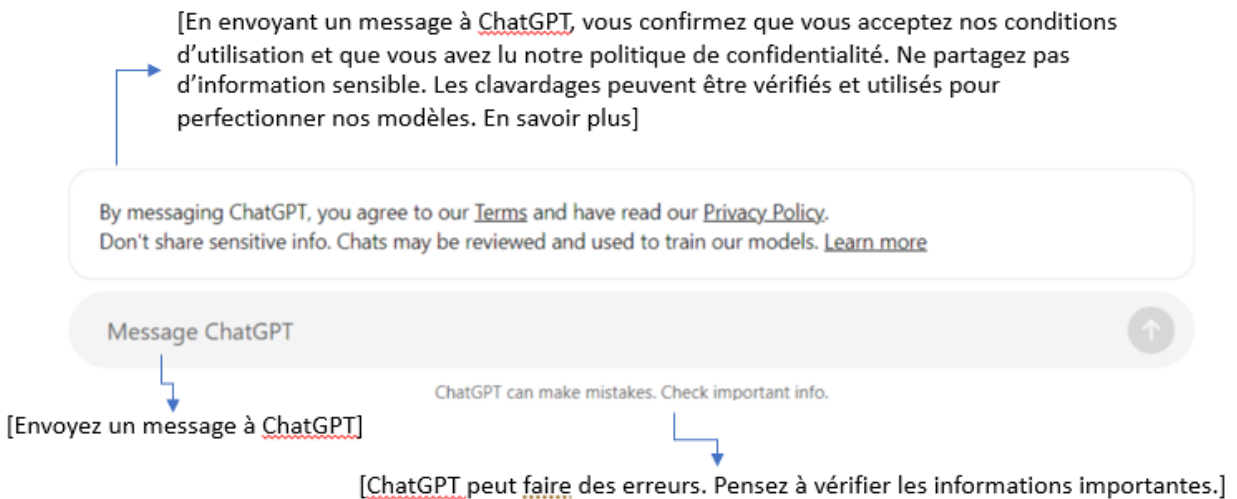 [En envoyant un message à ChatGPT, vous confirmez que vous acceptez nos conditions
d'utilisation et que vous avez lu notre politique de confidentialité. Ne partagez pas
d'information sensible. Les clavardages peuvent être vérifiés et utilisés pour
perfectionner nos modèles. En savoir plus]
By messaging ChatGPT, you agree to our Terms and have read our Privacy Policy.
Don't share sensitive info. Chats may be reviewed and used to train our models. Learn more
Message ChatGPT
ChatGPT can make mistakes. Check important info.
[Envoyez un message à ChatGPT]
[ChatGPT peut faire des erreurs. Pensez à vérifier les informations importantes.]